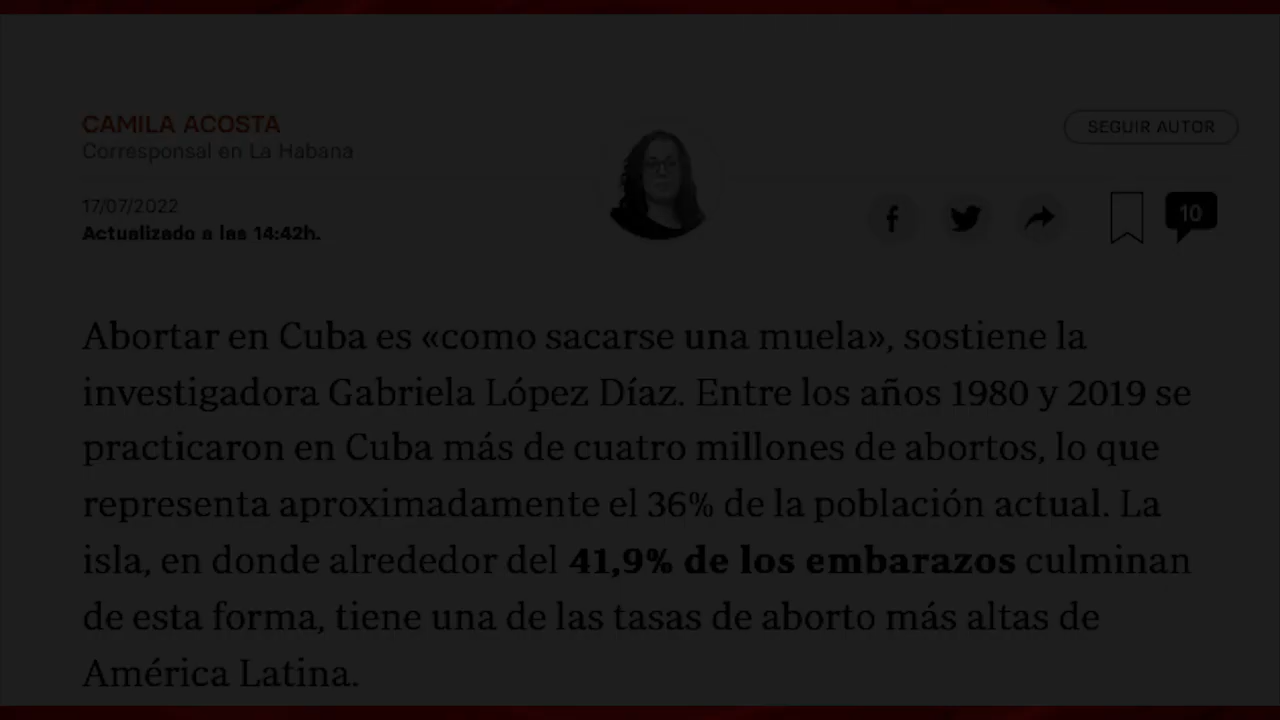 CAMILA ACOSTA
Corresponsal en La Habana
SEGUIR AUTOR
17/07/2022
Actualizado a las 14:42h.
10
Abortar en Cuba es «como sacarse una muela», sostiene la
investigadora Gabriela López Díaz. Entre los años 1980 y 2019 se
practicaron en Cuba más de cuatro millones de abortos, lo que
representa aproximadamente el 36% de la población actual. La
isla, en donde alrededor del 41,9% de los embarazos culminan
de esta forma, tiene una de las tasas de aborto más altas de
América Latina.